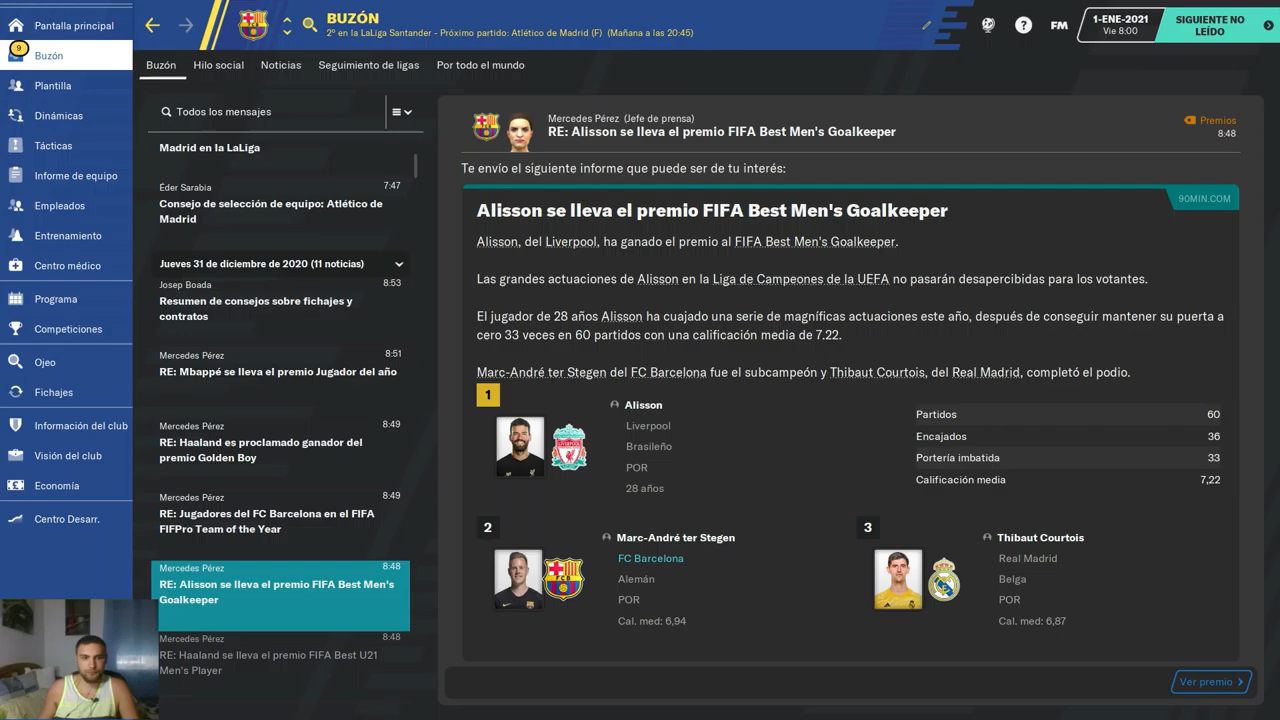 Pantalla principal
9
Buzón
Plantilla
Dinámicas
Tácticas
Informe de equipo
Empleados
Entrenamiento
Centro médico
Programa
Competiciones
Ojeo
Fichajes
Información del club
Visión del club
Economía
Centro Desarr.
BUZÓN
2º en la LaLiga Santander - Próximo partido: Atlético de Madrid (F) (Mañana a las 20:45)
?
FM
1-ENE-2021
Vie 8:00
SIGUIENTE NO
LEÍDO
Buzón
Hilo social
Noticias
Seguimiento de ligas
Por todo el mundo
Todos los mensajes
Madrid en la LaLiga
Éder Sarabia 7:47
Consejo de selección de equipo: Atlético de
Madrid
Jueves 31 de diciembre de 2020 (11 noticias)
Josep Boada 8:53
Resumen de consejos sobre fichajes y
contratos
Mercedes Pérez 8:51
RE: Mbappé se lleva el premio Jugador del año
Mercedes Pérez 8:49
RE: Haaland es proclamado ganador del
premio Golden Boy
Mercedes Pérez 8:49
RE: Jugadores del FC Barcelona en el FIFA
FIFPro Team of the Year
Mercedes Pérez 8:48
RE: Alisson se lleva el premio FIFA Best Men's
Goalkeeper
Mercedes Pérez 8:48
RE: Haaland se lleva el premio FIFA Best U21
Men's Player
Mercedes Pérez (Jefe de prensa)
RE: Alisson se lleva el premio FIFA Best Men's Goalkeeper
Premios
8:48
Te envío el siguiente informe que puede ser de tu interés:
90MIN.COM
Alisson se lleva el premio FIFA Best Men's Goalkeeper
Alisson, del Liverpool, ha ganado el premio al FIFA Best Men's Goalkeeper.
Las grandes actuaciones de Alisson en la Liga de Campeones de la UEFA no pasarán desapercibidas para los votantes.
El jugador de 28 años Alisson ha cuajado una serie de magníficas actuaciones este año, después de conseguir mantener su puerta a
cero 33 veces en 60 partidos con una calificación media de 7.22.
Marc-André ter Stegen del FC Barcelona fue el subcampeón y Thibaut Courtois, del Real Madrid, completó el podio.
1
Alisson
Liverpool
Brasileño
POR
28 años
Partidos 60
Encajados 36
Portería imbatida 33
Calificación media 7,22
2
Marc-André ter Stegen
FC Barcelona
Alemán
POR
Cal. med: 6,94
3
Thibaut Courtois
Real Madrid
Belga
POR
Cal. med: 6,87
Ver premio